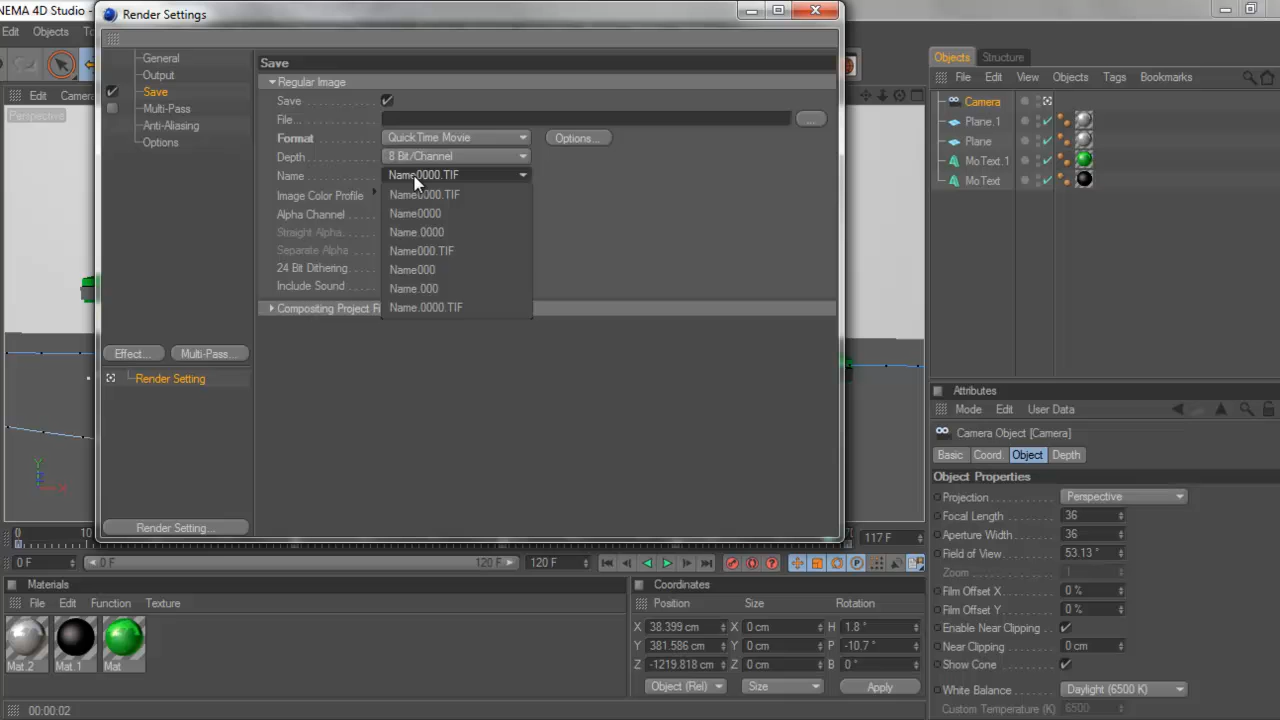 NEMA 4D Studio -
Render Settings
Edit Objects To
Edit Camera
Perspective
General
Output
Save
Multi-Pass
Anti-Aliasing
Options
Effect... Multi-Pass...
Render Setting
Render Setting...
Save
Regular Image
Save
File...
Format QuickTime Movie Options...
Depth 8 Bit/Channel
Name Name0000.TIF
Image Color Profile
Alpha Channel
Straight Alpha
Separate Alpha
24 Bit Dithering
Include Sound
Name0000.TIF
Name0000
Name.0000
Name000.TIF
Name000
Name.000
Name.0000.TIF
Compositing Project Fi
Objects Structure
File Edit View Objects Tags Bookmarks
Camera
Plane.1
Plane
MoText.1
MoText
Attributes
Mode Edit User Data
Camera Object [Camera]
Basic Coord. Object Depth
Object Properties
Projection Perspective
Focal Length 36
Aperture Width 36
Field of View 53.13 °
Zoom 1
Film Offset X 0 %
Film Offset Y 0 %
Enable Near Clipping
Near Clipping 0 cm
Show Cone
White Balance Daylight (6500 K)
Custom Temperature (K) 6500
Y
X
0 10 117 F
0 F 0 F 120 F 120 F
Materials
File Edit Function Texture
Mat.2 Mat.1 Mat
Coordinates
Position Size Rotation
X 38.399 cm X 0 cm H 1.8 °
Y 381.586 cm Y 0 cm P -10.7 °
Z -1219.818 cm Z 0 cm B 0 °
Object (Rel) Size Apply
00:00:02